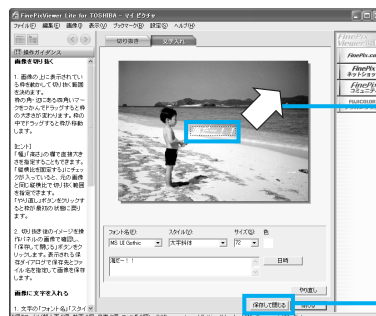 FinePixViewer Lite for TOSHIBA - マイ ピクチャ
ファイル(F) 編集(E) 画像(I) 表示(V) ブックマーク(B) 設定(S) ヘルプ(H)
操作ガイダンス
画像を切り抜く
1. 画像の上に表示されている枠を動かして切り抜く範囲を決めます。
枠の角・辺にある四角いマークをつかんでドラッグすると枠の大きさが変わります。枠の中でドラッグすると枠が移動します。
[ヒント]
「幅」「高さ」の欄で直接大きさを指定することもできます。
「縦横比を固定する」にチェックが入っていると、元の画像と同じ縦横比で切り抜く範囲を指定できます。
「やり直し」ボタンをクリックすると枠が最初の状態に戻ります。
2. 切り抜き後のイメージを操作パネルの画像で確認し、「保存して閉じる」ボタンをクリックします。表示される保存ダイアログで保存先とファイル名を指定して画像を保存します。
画像に文字を入れる
1. 文字の「フォント名」「スタイ
切り抜き
文字入れ
フォント名(F)
スタイル(Z)
サイズ(S)
色
MS UI Gothic
太字斜体
72
海だー！！
日時
やり直し
保存して閉じる
FinePix
Viewer
FinePix.co
FinePix
ネットショッ
FinePix
コミュニテ
FUJICOLOR